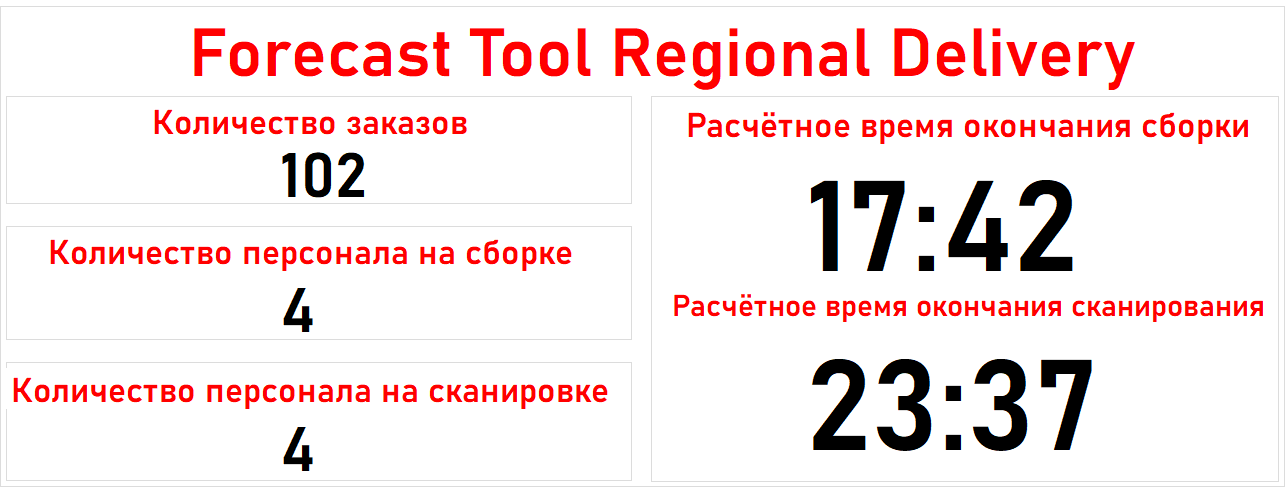 Forecast Tool Regional Delivery
Количество заказов
102
Количество персонала на сборке
4
Количество персонала на сканировке
4
Расчётное время окончания сборки
17:42
Расчётное время окончания сканирования
23:37